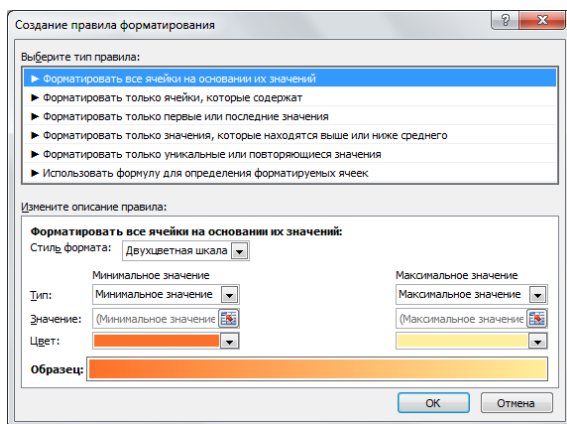 Создание правила форматирования
Выберите тип правила:
► Форматировать все ячейки на основании их значений
► Форматировать только ячейки, которые содержат
► Форматировать только первые или последние значения
► Форматировать только значения, которые находятся выше или ниже среднего
► Форматировать только уникальные или повторяющиеся значения
► Использовать формулу для определения форматируемых ячеек
Измените описание правила:
Форматировать все ячейки на основании их значений:
Стиль формата: Двухцветная шкала
Минимальное значение Максимальное значение
Тип: Минимальное значение Максимальное значение
Значение: (Минимальное значение (Максимальное значение
Цвет:
Образец:
ОК Отмена